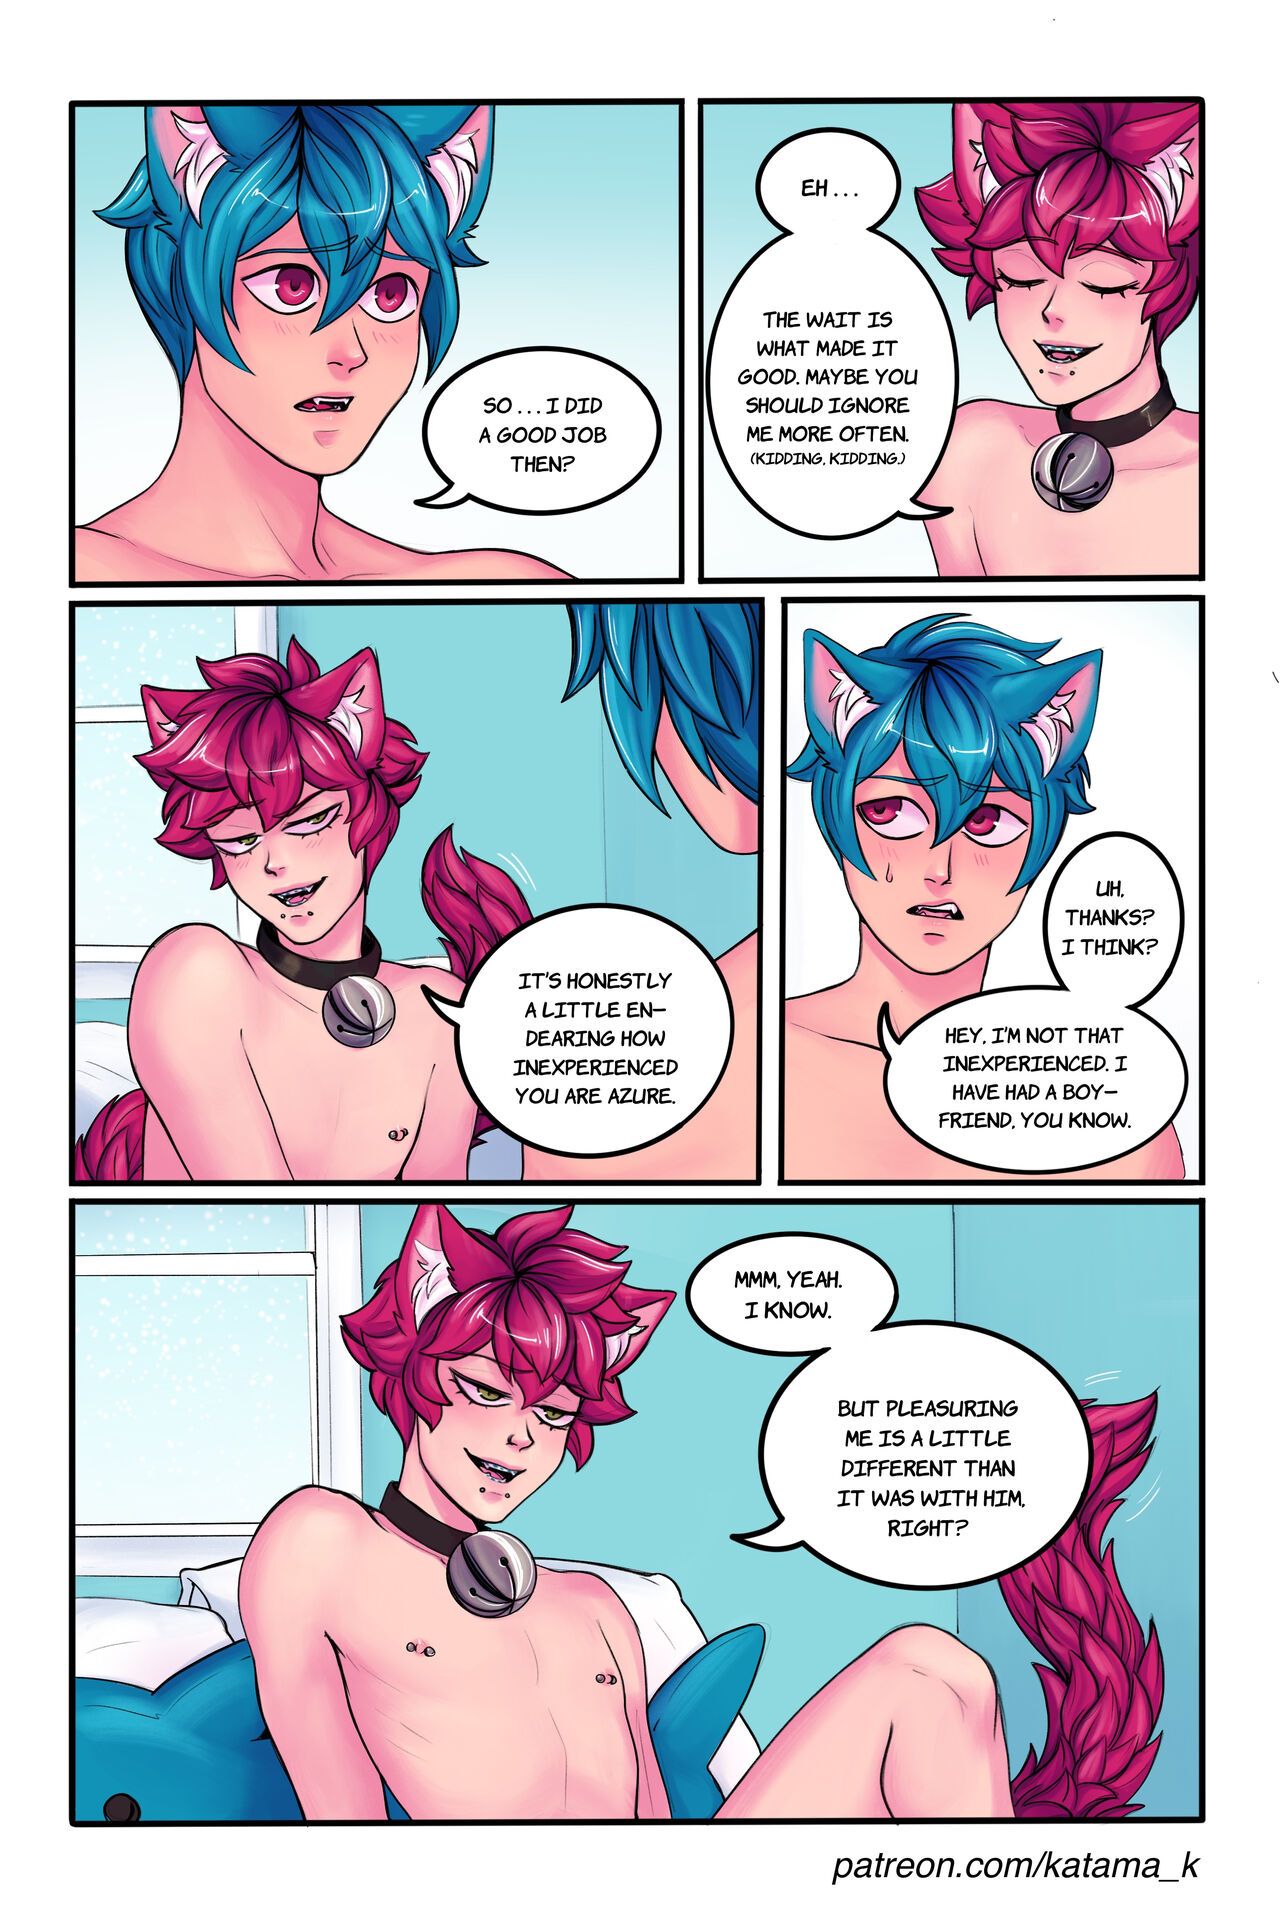 SO . . . I DID
A GOOD JOB
THEN?
EH . . .
THE WAIT IS
WHAT MADE IT
GOOD. MAYBE YOU
SHOULD IGNORE
ME MORE OFTEN.
(KIDDING, KIDDING.)
IT'S HONESTLY
A LITTLE EN-
DEARING HOW
INEXPERIENCED
YOU ARE AZURE.
UH,
THANKS?
I THINK?
HEY, I'M NOT THAT
INEXPERIENCED. I
HAVE HAD A BOY-
FRIEND, YOU KNOW.
MMM, YEAH.
I KNOW.
BUT PLEASURING
ME IS A LITTLE
DIFFERENT THAN
IT WAS WITH HIM,
RIGHT?
patreon.com/katama_k